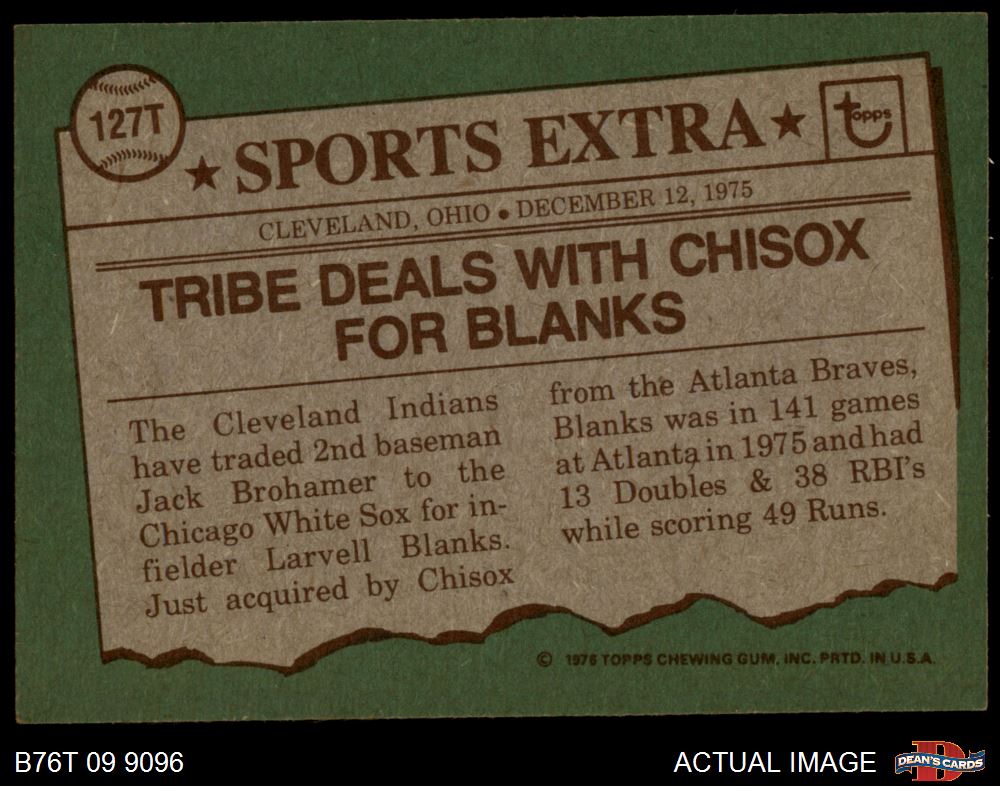 127T
★ SPORTS EXTRA ★
topps
CLEVELAND, OHIO • DECEMBER 12, 1975
TRIBE DEALS WITH CHISOX
FOR BLANKS
The Cleveland Indians
have traded 2nd baseman
Jack Brohamer to the
Chicago White Sox for in-
fielder Larvell Blanks.
Just acquired by Chisox
from the Atlanta Braves,
Blanks was in 141 games
at Atlanta in 1975 and had
13 Doubles & 38 RBI's
while scoring 49 Runs.
© 1976 TOPPS CHEWING GUM, INC. PRTD. IN U.S.A.
B76T 09 9096
ACTUAL IMAGE
D
DEAN'S CARDS